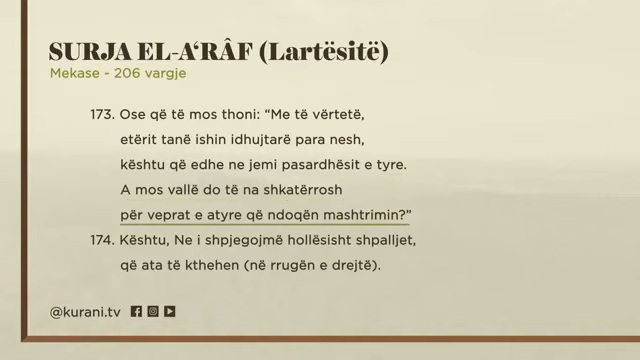 SURJA EL-A‘RÂF (Lartësitë)
Mekase - 206 vargje
173. Ose që të mos thoni: “Me të vërtetë,
etërit tanë ishin idhujtarë para nesh,
kështu që edhe ne jemi pasardhësit e tyre.
A mos vallë do të na shkatërrosh
për veprat e atyre që ndoqën mashtrimin?”
174. Kështu, Ne i shpjegojmë hollësisht shpalljet,
që ata të kthehen (në rrugën e drejtë).
@kurani.tv